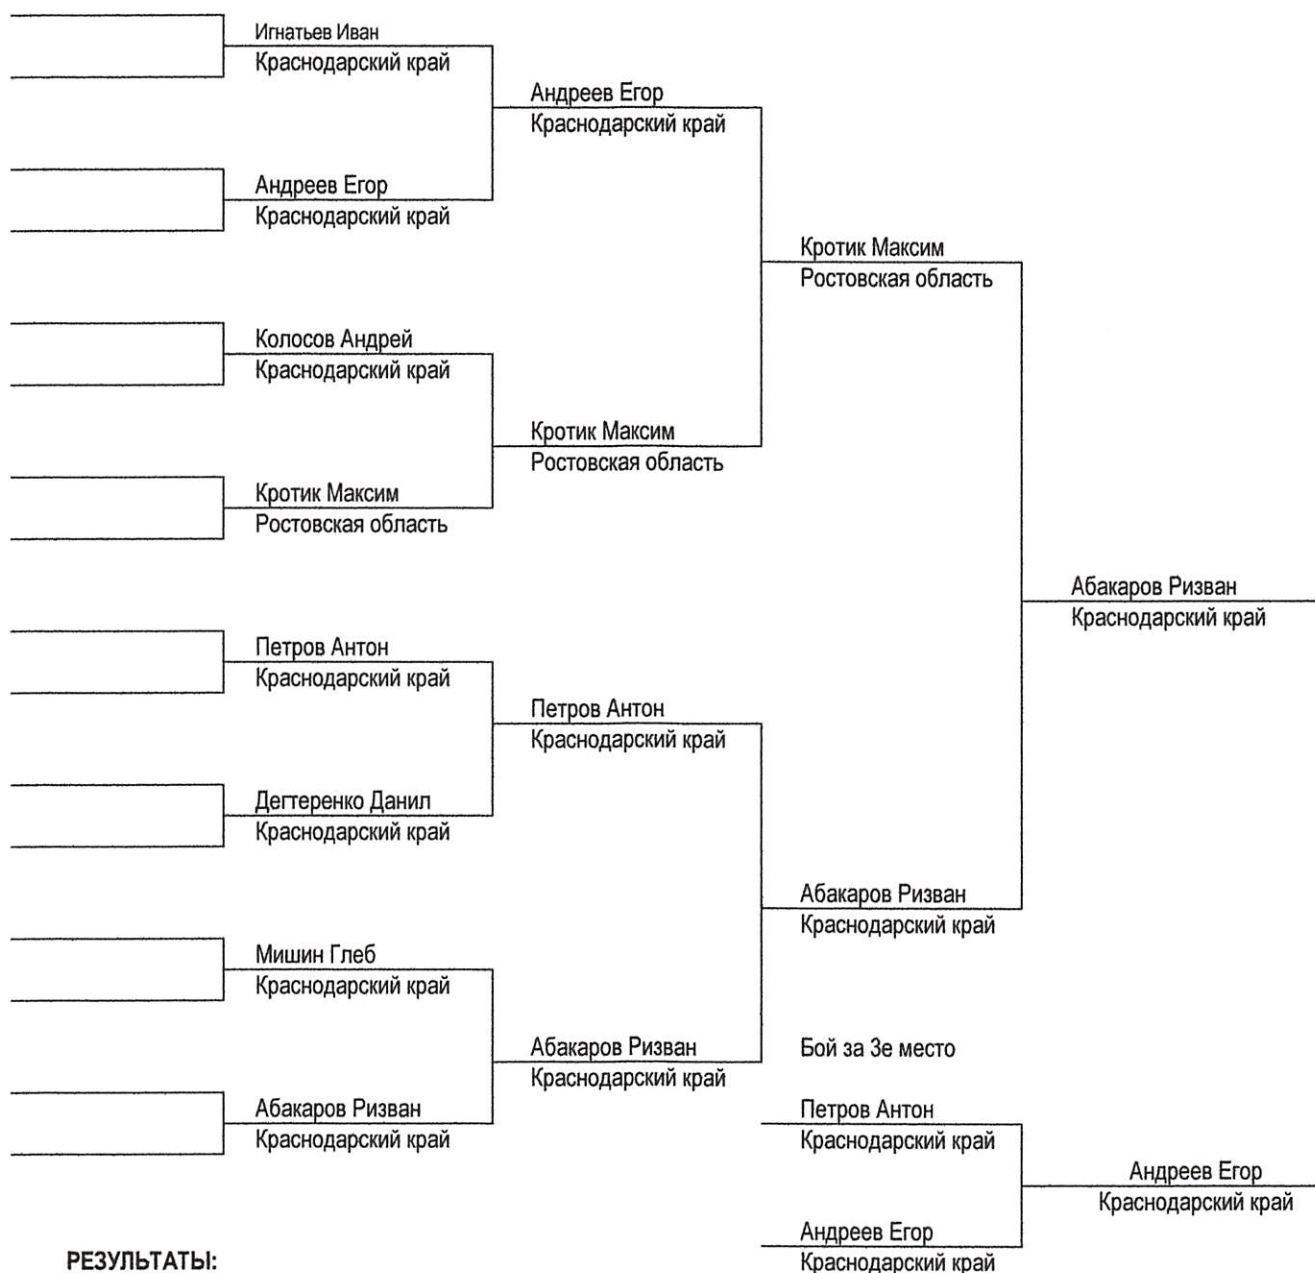 Игнатьев Иван
Краснодарский край
Андреев Егор
Краснодарский край
Андреев Егор
Краснодарский край
Кротик Максим
Ростовская область
Колосов Андрей
Краснодарский край
Кротик Максим
Ростовская область
Кротик Максим
Ростовская область
Абакаров Ризван
Краснодарский край
Петров Антон
Краснодарский край
Петров Антон
Краснодарский край
Дегтеренко Данил
Краснодарский край
Абакаров Ризван
Краснодарский край
Мишин Глеб
Краснодарский край
Абакаров Ризван
Краснодарский край
Бой за 3е место
Абакаров Ризван
Краснодарский край
Петров Антон
Краснодарский край
Андреев Егор
Краснодарский край
Андреев Егор
Краснодарский край
РЕЗУЛЬТАТЫ: